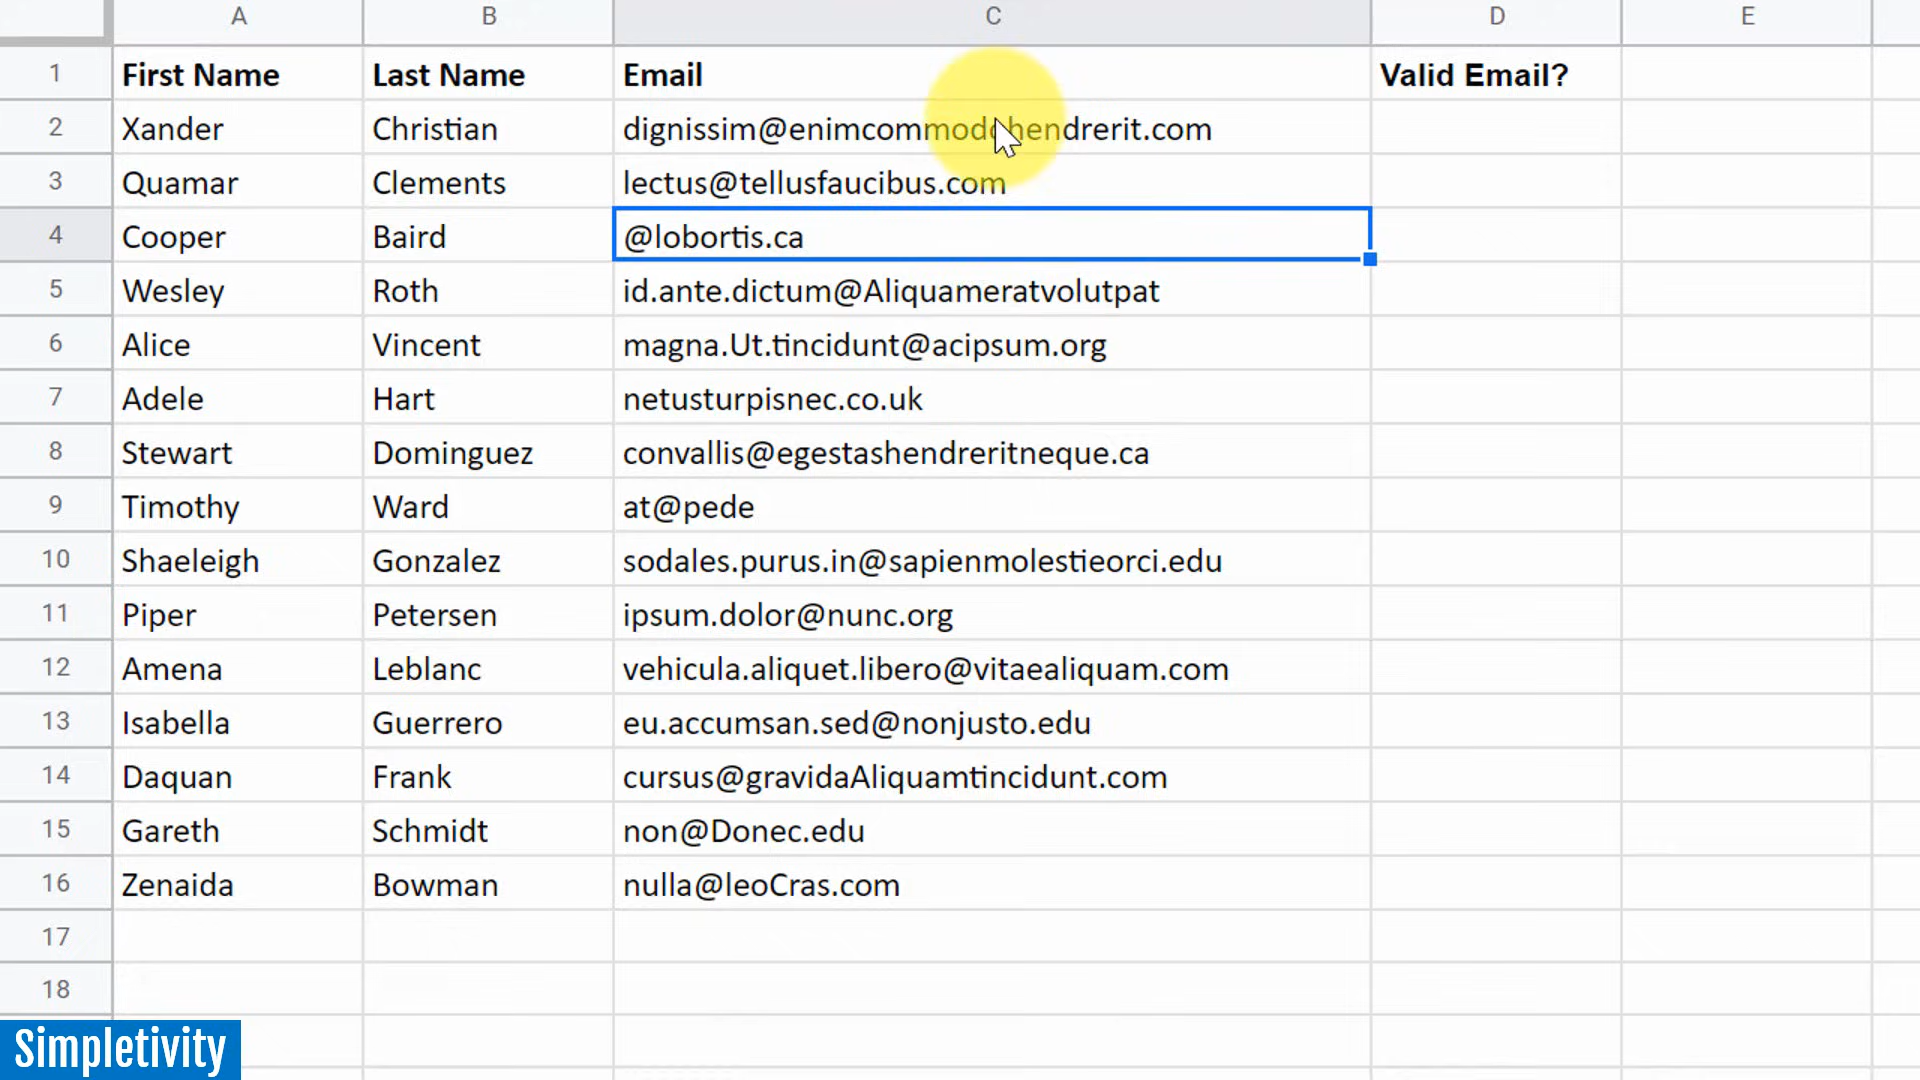 A B C D E
1 First Name Last Name Email Valid Email?
2 Xander Christian dignissim@enimcommodohendrerit.com
3 Quamar Clements lectus@tellusfaucibus.com
4 Cooper Baird @lobortis.ca
5 Wesley Roth id.ante.dictum@Aliquameratvolutpat
6 Alice Vincent magna.Ut.tincidunt@acipsum.org
7 Adele Hart netusturpisnec.co.uk
8 Stewart Dominguez convallis@egestashendreritneque.ca
9 Timothy Ward at@pede
10 Shaeleigh Gonzalez sodales.purus.in@sapienmolestieorci.edu
11 Piper Petersen ipsum.dolor@nunc.org
12 Amena Leblanc vehicula.aliquet.libero@vitaealiquam.com
13 Isabella Guerrero eu.accumsan.sed@nonjusto.edu
14 Daquan Frank cursus@gravidaAliquamtincidunt.com
15 Gareth Schmidt non@Donec.edu
16 Zenaida Bowman nulla@leoCras.com
17
18
Simpletivity